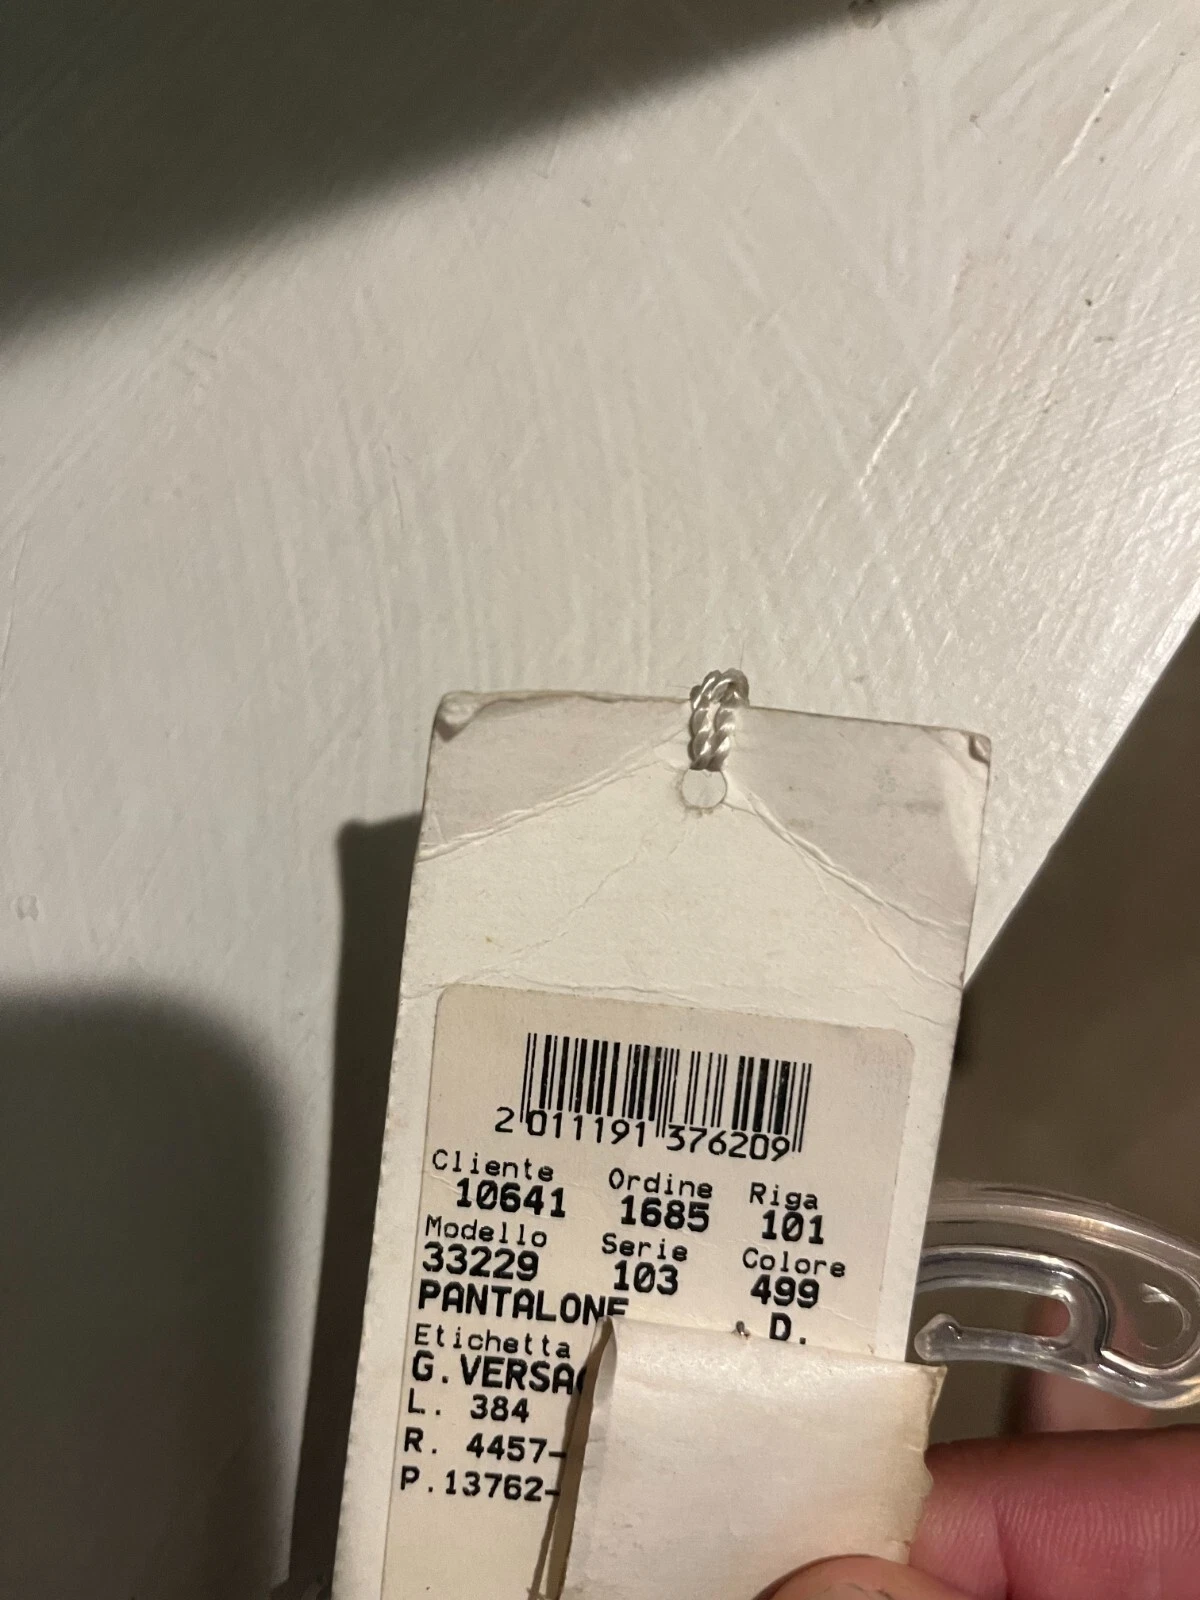 2 011191 376209
Cliente Ordine Riga
10641 1685 101
Modello Serie Colore
33229 103 499
PANTALONE D.
Etichetta
G.VERSAC
L. 384
R. 4457-
P.13762-